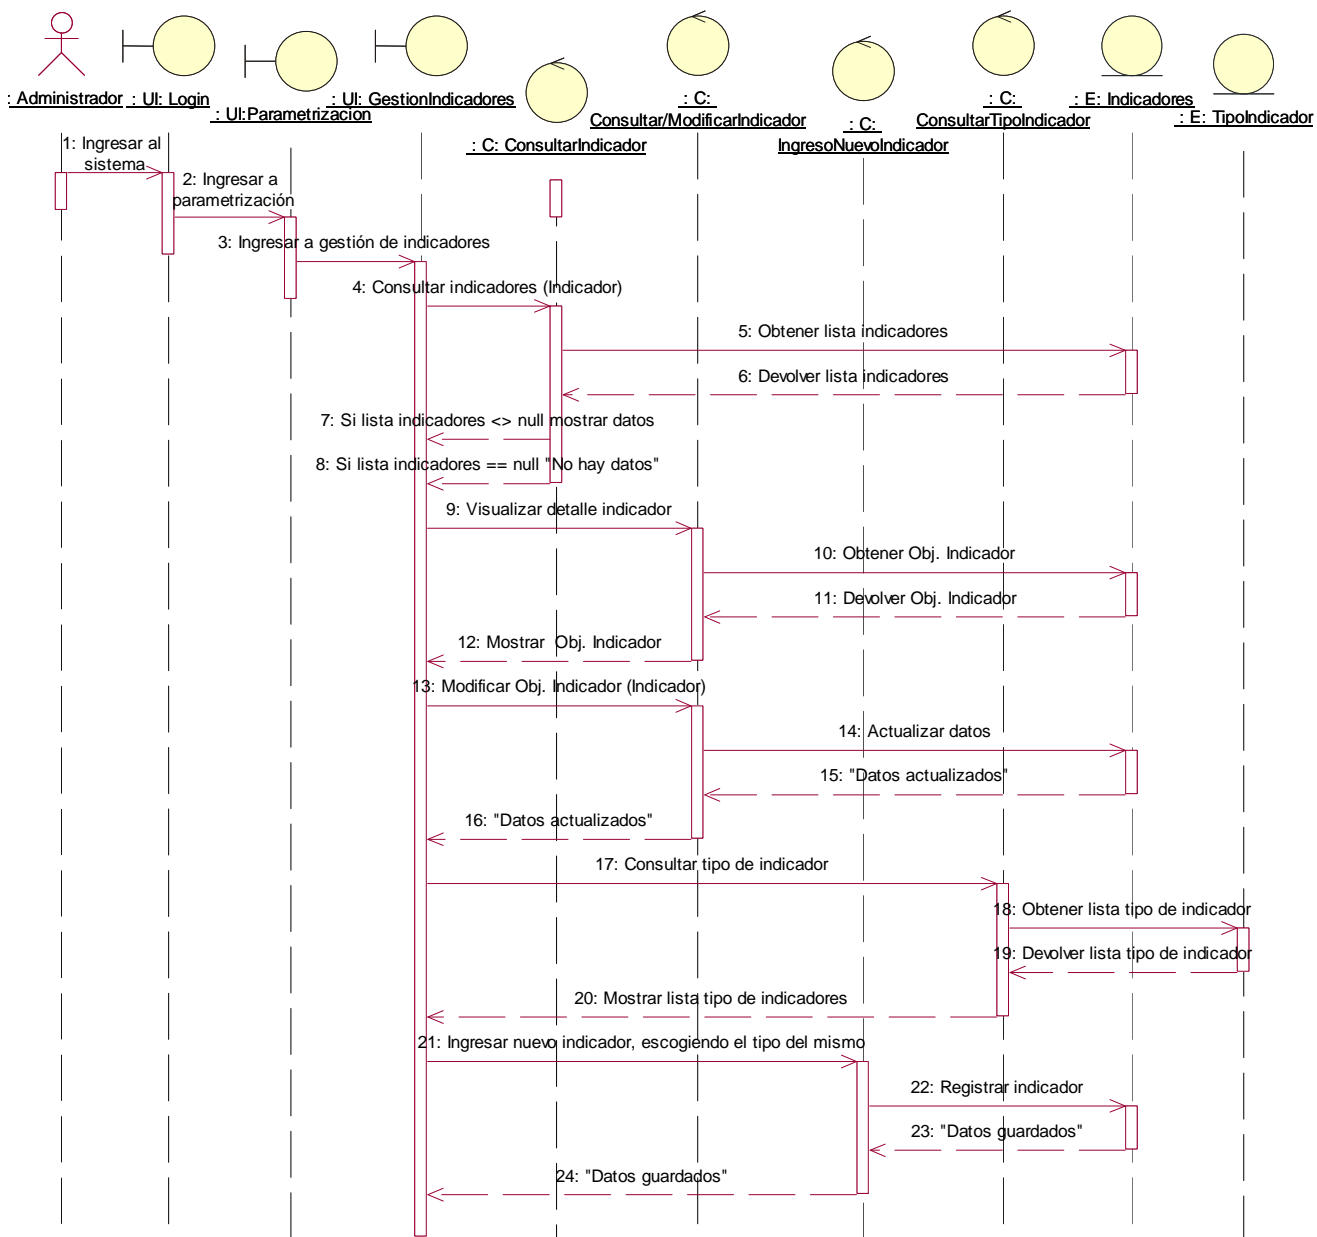 : Administrador
: UI: Login
: UI:Parametrización
: UI: GestionIndicadores
: C: ConsultarIndicador
: C:
Consultar/ModificarIndicador
: C:
IngresoNuevoIndicador
: C:
ConsultarTipoIndicador
: E: Indicadores
: E: TipoIndicador
1: Ingresar al
sistema
2: Ingresar a
parametrización
3: Ingresar a gestión de indicadores
4: Consultar indicadores (Indicador)
5: Obtener lista indicadores
6: Devolver lista indicadores
7: Si lista indicadores <> null mostrar datos
8: Si lista indicadores == null "No hay datos"
9: Visualizar detalle indicador
10: Obtener Obj. Indicador
11: Devolver Obj. Indicador
12: Mostrar  Obj. Indicador
13: Modificar Obj. Indicador (Indicador)
14: Actualizar datos
15: "Datos actualizados"
16: "Datos actualizados"
17: Consultar tipo de indicador
18: Obtener lista tipo de indicador
19: Devolver lista tipo de indicador
20: Mostrar lista tipo de indicadores
21: Ingresar nuevo indicador, escogiendo el tipo del mismo
22: Registrar indicador
23: "Datos guardados"
24: "Datos guardados"